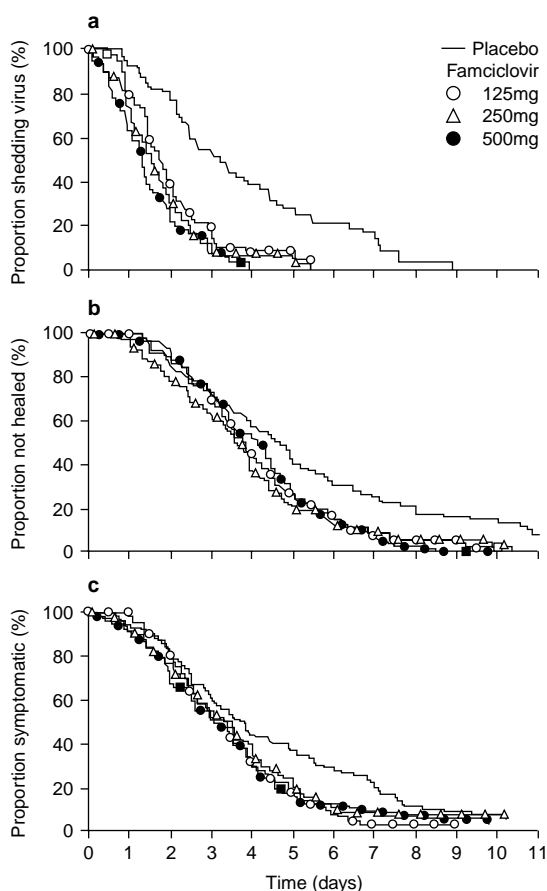 a
Placebo
Famciclovir
125mg
250mg
500mg
Proportion shedding virus (%)
100
80
60
40
20
0
b
Proportion not healed (%)
100
80
60
40
20
0
c
Proportion symptomatic (%)
100
80
60
40
20
0
0 1 2 3 4 5 6 7 8 9 10 11
Time (days)